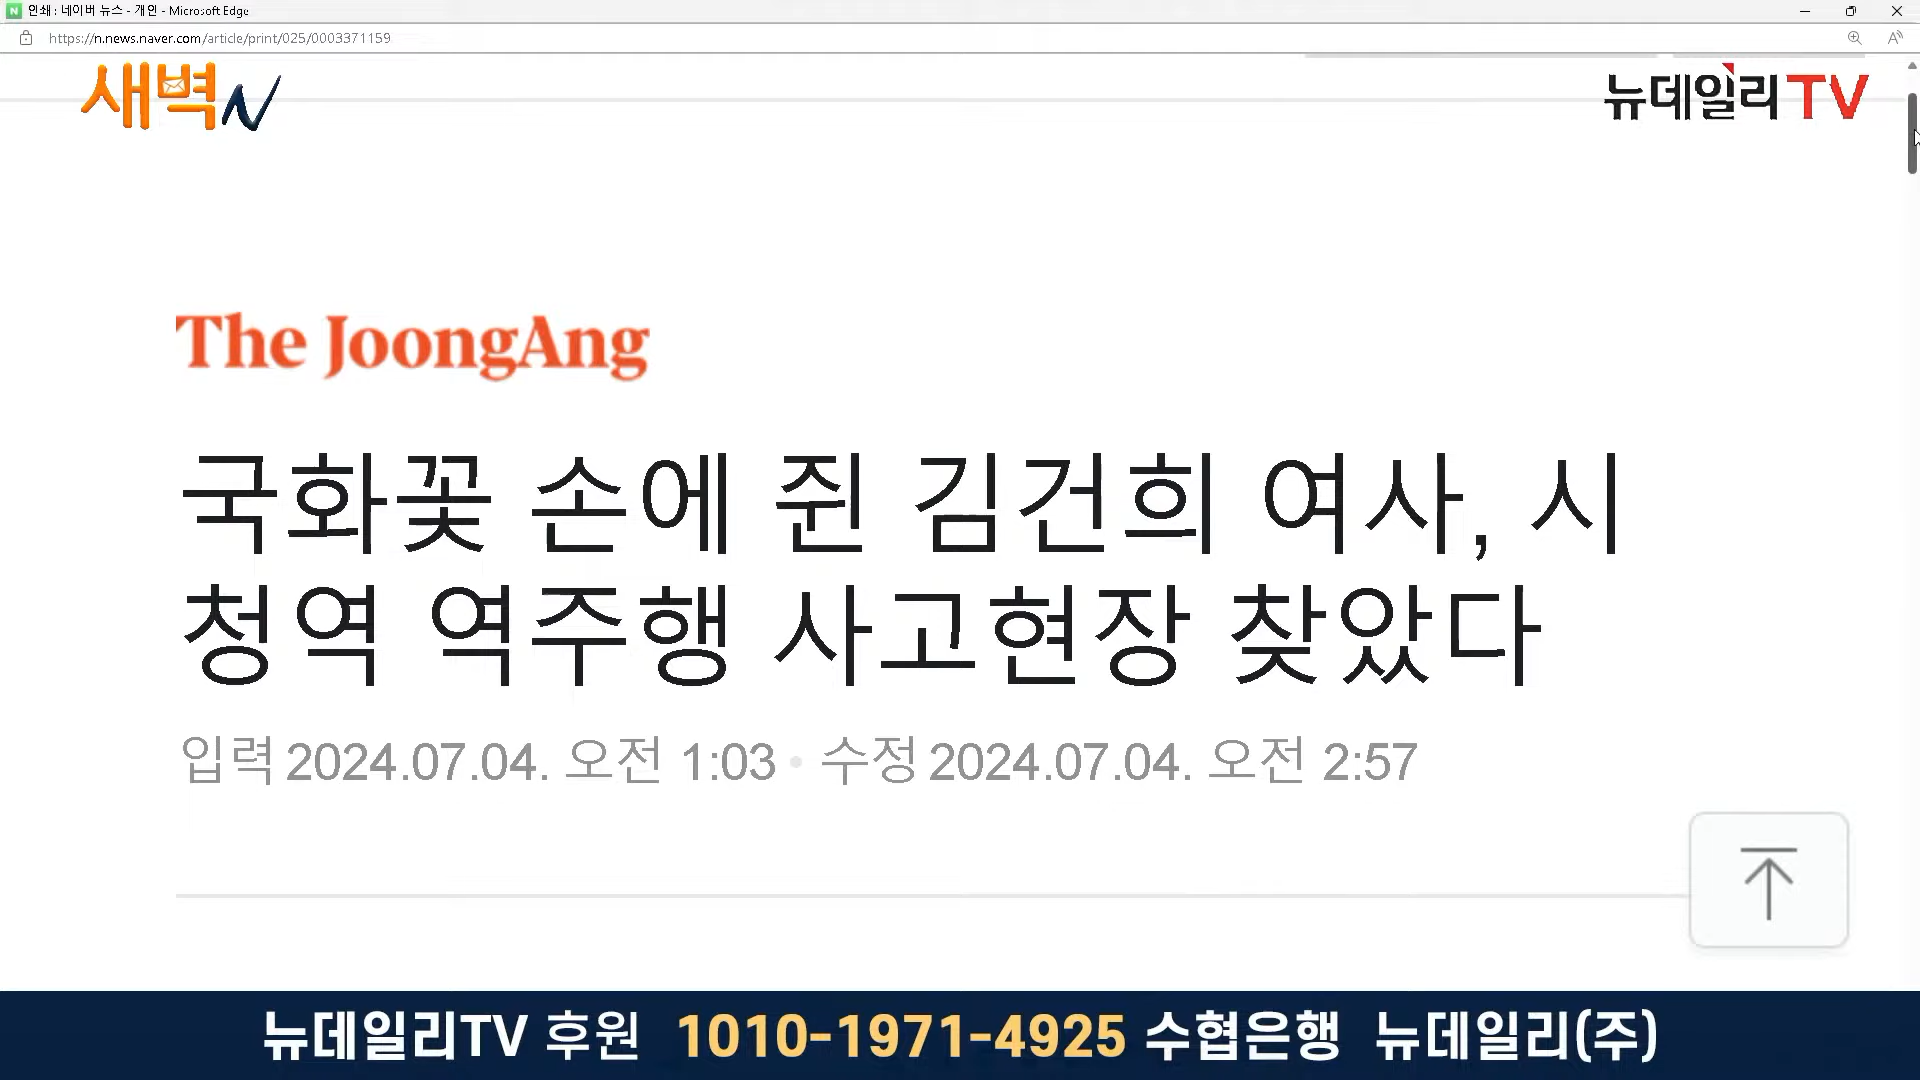 인쇄 : 네이버 뉴스 - 개인 - Microsoft Edge
https://n.news.naver.com/article/print/025/0003371159
새벽N
뉴데일리TV
The JoongAng
국화꽃 손에 쥔 김건희 여사, 시
청역 역주행 사고현장 찾았다
입력 2024.07.04. 오전 1:03 • 수정 2024.07.04. 오전 2:57
뉴데일리TV 후원 1010-1971-4925 수협은행 뉴데일리(주)